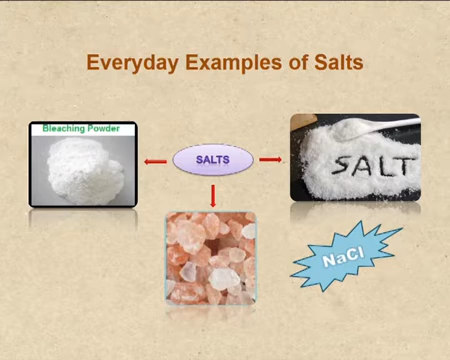 Everyday Examples of Salts
Bleaching Powder
SALTS
SALT
NaCl